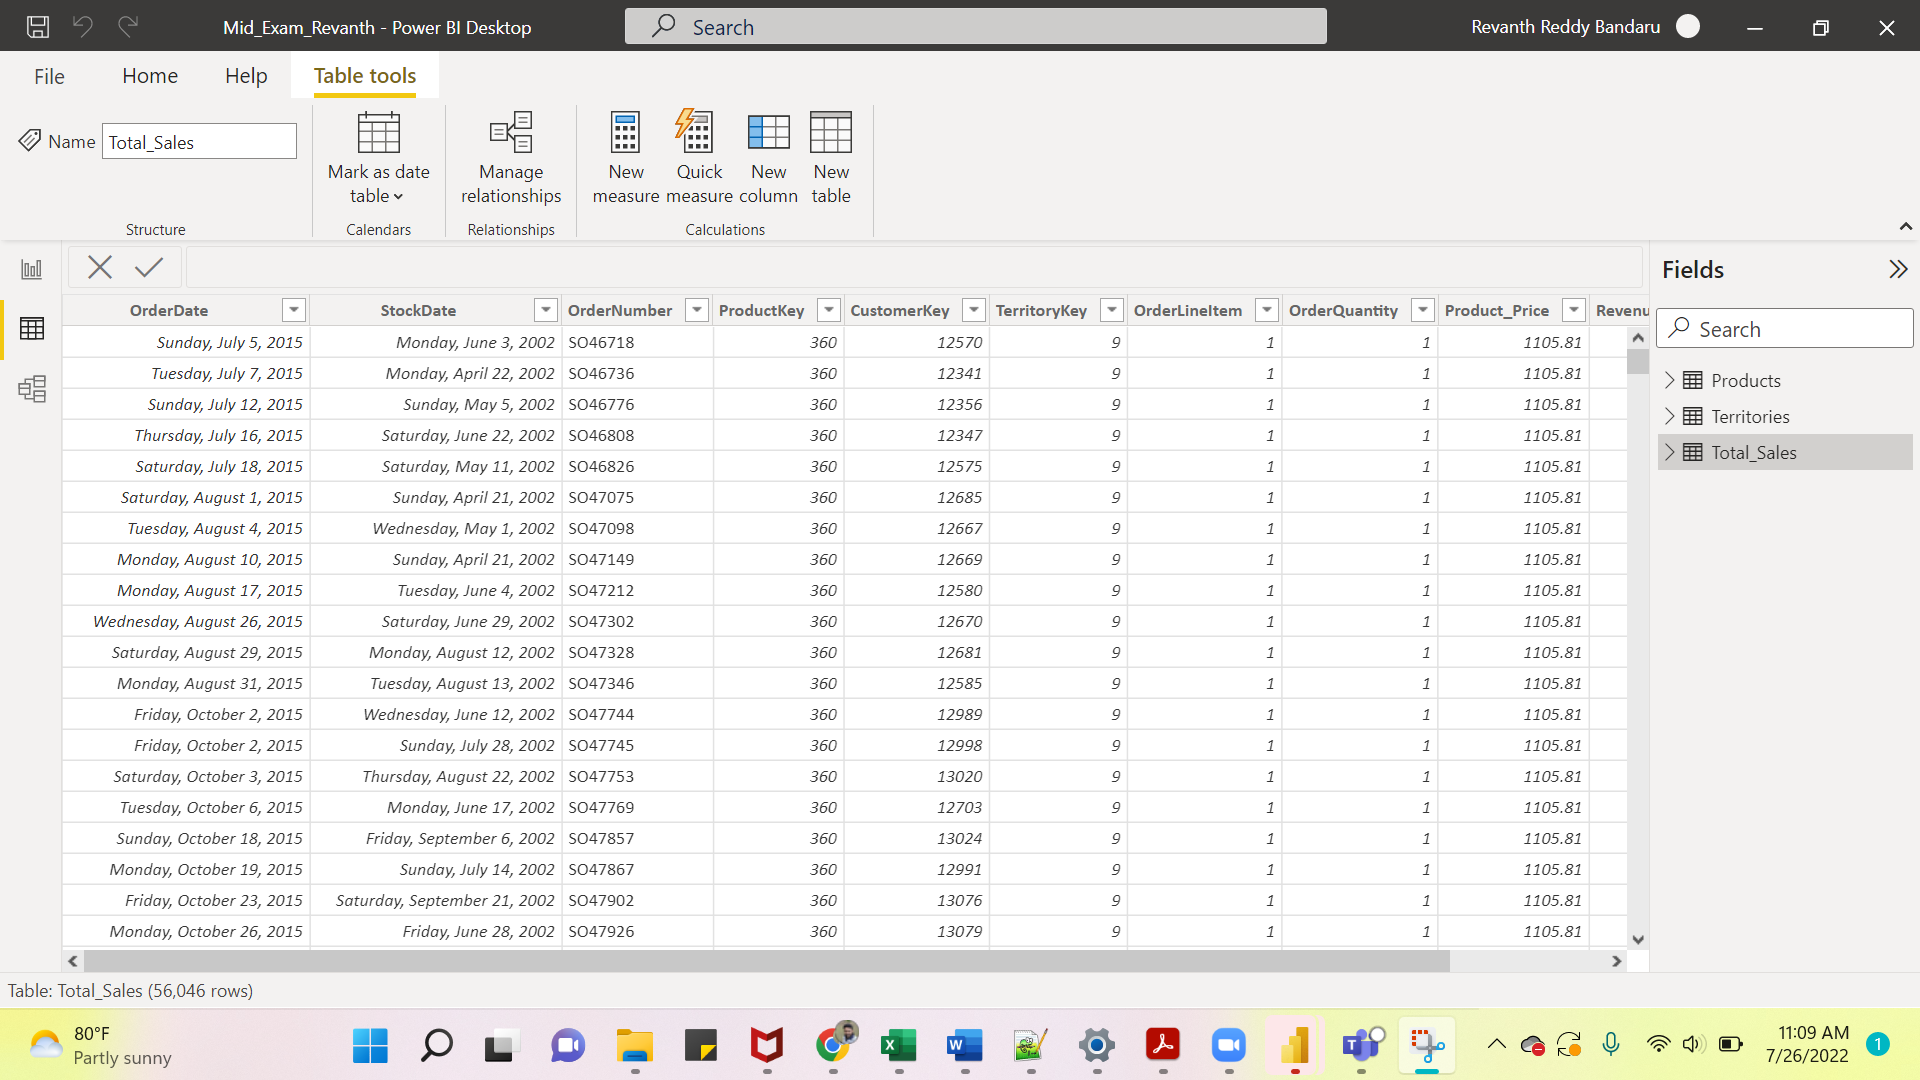 Mid_Exam_Revanth - Power BI Desktop
Search
Revanth Reddy Bandaru
File Home Help Table tools
Name Total_Sales
Mark as date table
Manage relationships
New measure
Quick measure
New column
New table
Structure Calendars Relationships Calculations
Fields
Search
Products
Territories
Total_Sales
OrderDate StockDate OrderNumber ProductKey CustomerKey TerritoryKey OrderLineItem OrderQuantity Product_Price Revenu
Sunday, July 5, 2015 Monday, June 3, 2002 SO46718 360 12570 9 1 1 1105.81
Tuesday, July 7, 2015 Monday, April 22, 2002 SO46736 360 12341 9 1 1 1105.81
Sunday, July 12, 2015 Sunday, May 5, 2002 SO46776 360 12356 9 1 1 1105.81
Thursday, July 16, 2015 Saturday, June 22, 2002 SO46808 360 12347 9 1 1 1105.81
Saturday, July 18, 2015 Saturday, May 11, 2002 SO46826 360 12575 9 1 1 1105.81
Saturday, August 1, 2015 Sunday, April 21, 2002 SO47075 360 12685 9 1 1 1105.81
Tuesday, August 4, 2015 Wednesday, May 1, 2002 SO47098 360 12667 9 1 1 1105.81
Monday, August 10, 2015 Sunday, April 21, 2002 SO47149 360 12669 9 1 1 1105.81
Monday, August 17, 2015 Tuesday, June 4, 2002 SO47212 360 12580 9 1 1 1105.81
Wednesday, August 26, 2015 Saturday, June 29, 2002 SO47302 360 12670 9 1 1 1105.81
Saturday, August 29, 2015 Monday, August 12, 2002 SO47328 360 12681 9 1 1 1105.81
Monday, August 31, 2015 Tuesday, August 13, 2002 SO47346 360 12585 9 1 1 1105.81
Friday, October 2, 2015 Wednesday, June 12, 2002 SO47744 360 12989 9 1 1 1105.81
Friday, October 2, 2015 Sunday, July 28, 2002 SO47745 360 12998 9 1 1 1105.81
Saturday, October 3, 2015 Thursday, August 22, 2002 SO47753 360 13020 9 1 1 1105.81
Tuesday, October 6, 2015 Monday, June 17, 2002 SO47769 360 12703 9 1 1 1105.81
Sunday, October 18, 2015 Friday, September 6, 2002 SO47857 360 13024 9 1 1 1105.81
Monday, October 19, 2015 Sunday, July 14, 2002 SO47867 360 12991 9 1 1 1105.81
Friday, October 23, 2015 Saturday, September 21, 2002 SO47902 360 13076 9 1 1 1105.81
Monday, October 26, 2015 Friday, June 28, 2002 SO47926 360 13079 9 1 1 1105.81
Table: Total_Sales (56,046 rows)
80°F
Partly sunny
11:09 AM
7/26/2022
1